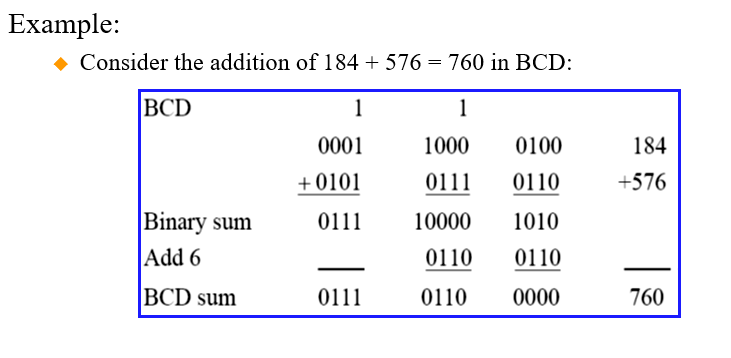 Example:
Consider the addition of 184 + 576 = 760 in BCD:
BCD 1 1
0001 1000 0100 184
+ 0101 0111 0110 +576
Binary sum 0111 10000 1010
Add 6 0110 0110
BCD sum 0111 0110 0000 760